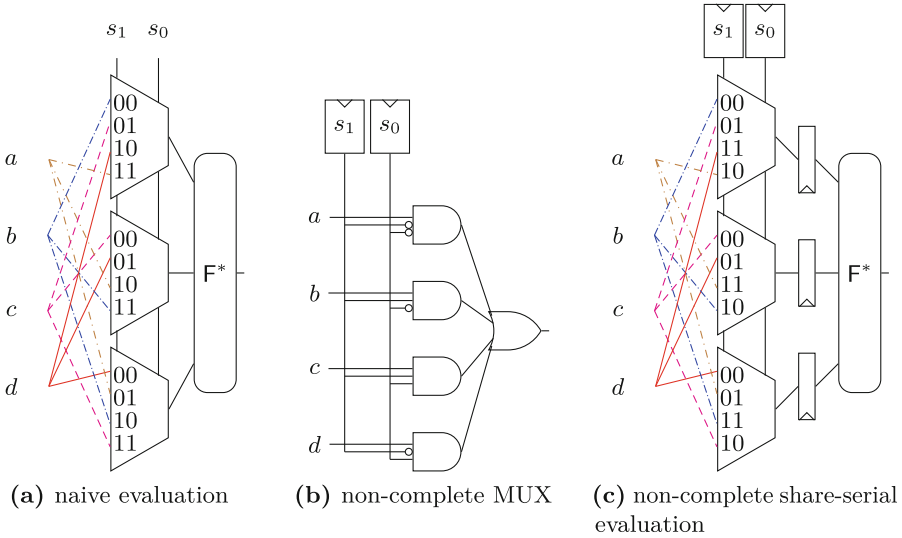 s1 s0
a
b
c
d
00
01
10
11
00
01
10
11
00
01
10
11
F*
(a) naive evaluation
s1 s0
a
b
c
d
(b) non-complete MUX
s1 s0
a
b
c
d
00
01
11
10
00
01
11
10
00
01
11
10
F*
(c) non-complete share-serial
evaluation